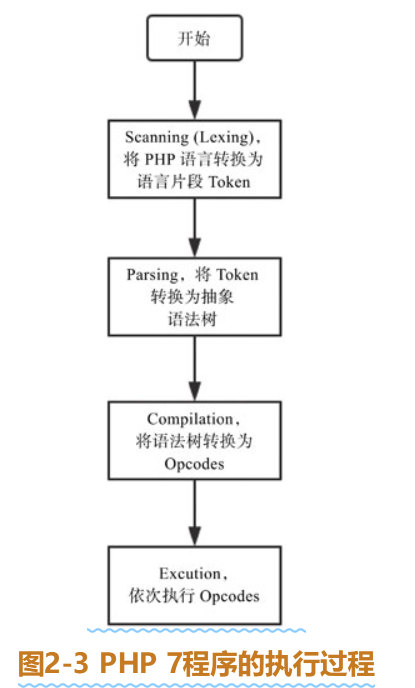 开始
Scanning (Lexing),
将 PHP 语言转换为
语言片段 Token
Parsing，将 Token
转换为抽象
语法树
Compilation,
将语法树转换为
Opcodes
Excution,
依次执行 Opcodes
图2-3 PHP 7程序的执行过程